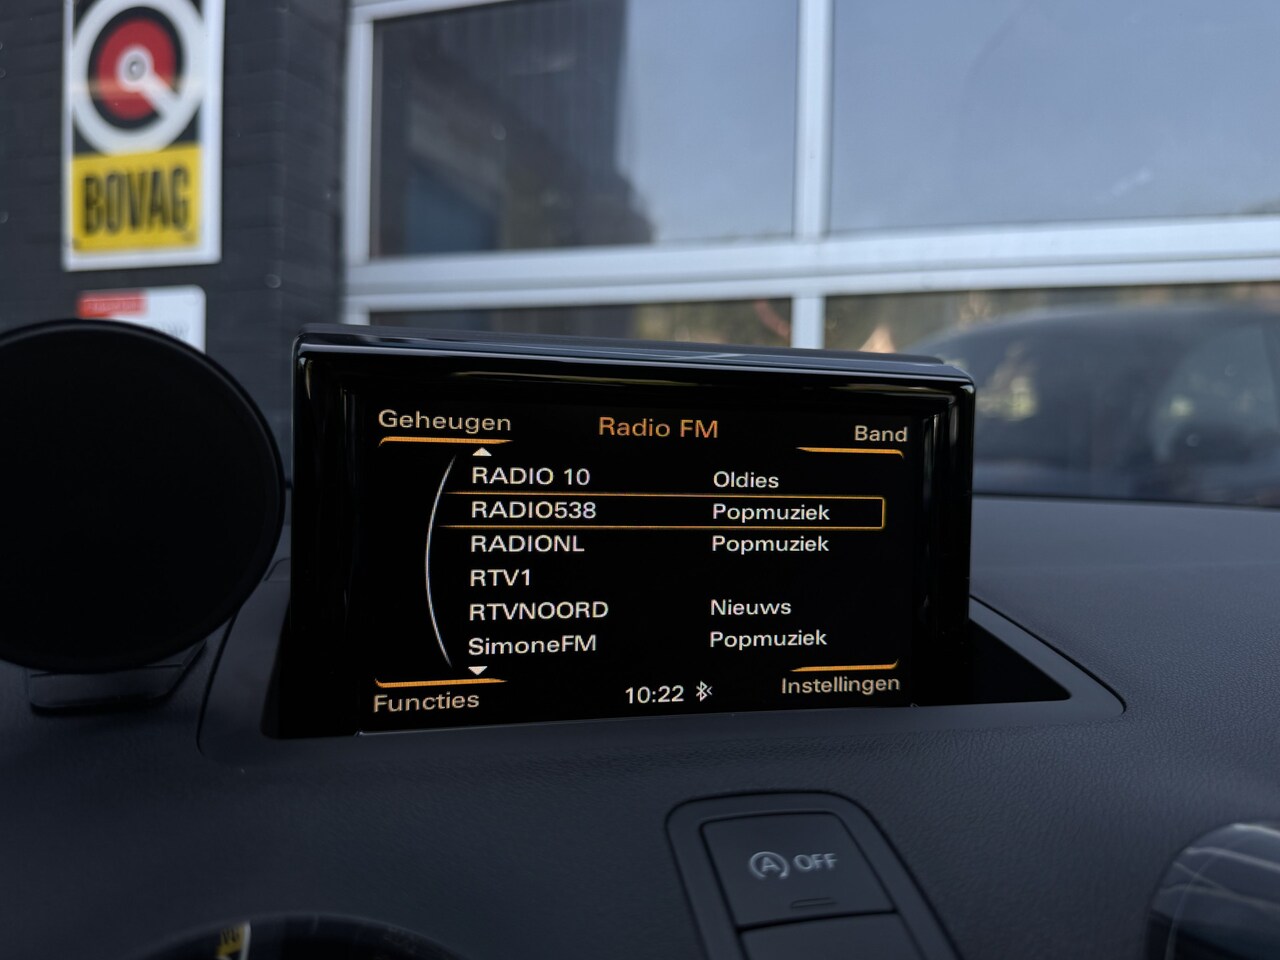 BOVAG
Geheugen Radio FM Band
RADIO 10 Oldies
RADIO538 Popmuziek
RADIONL Popmuziek
RTV1
RTVNOORD Nieuws
SimoneFM Popmuziek
Functies 10:22 Instellingen
A OFF